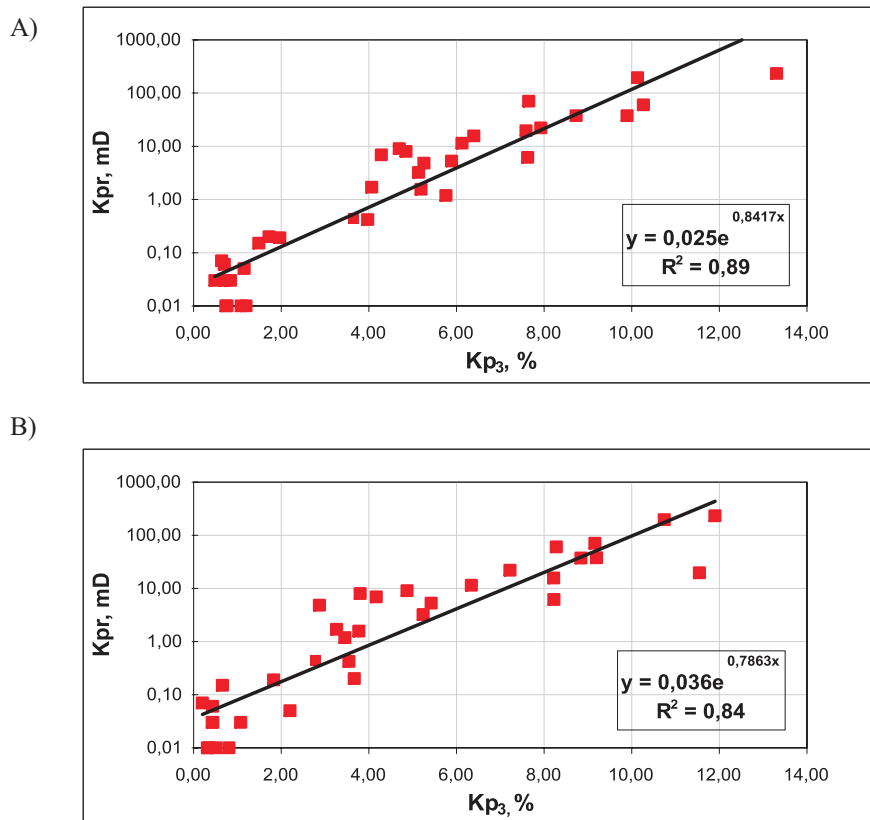 A)
1000,00
100,00
10,00
1,00
0,10
0,01
Kpr, mD
0,00 2,00 4,00 6,00 8,00 10,00 12,00 14,00
Kp₃, %
y = 0,025e^0,8417x
R² = 0,89
B)
1000,00
100,00
10,00
1,00
0,10
0,01
Kpr, mD
0,00 2,00 4,00 6,00 8,00 10,00 12,00 14,00
Kp₃, %
y = 0,036e^0,7863x
R² = 0,84